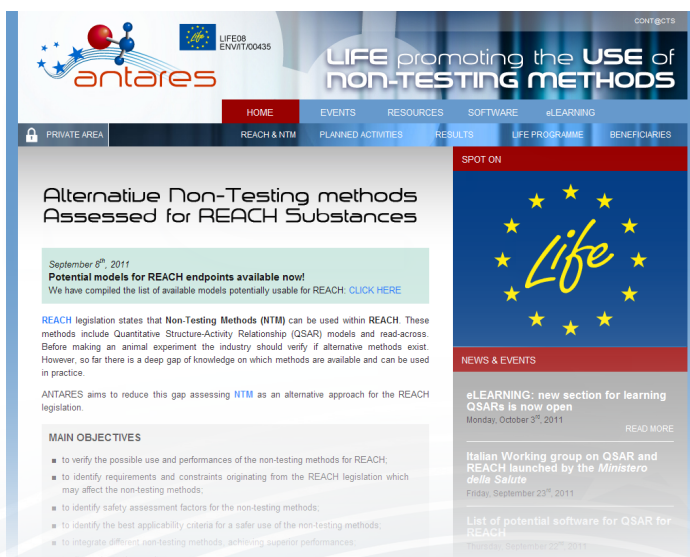 CONT@CTS
LIFE08
ENV/IT/00435
antares
LIFE promoting the USE of
NON-TESTING METHODS
HOME EVENTS RESOURCES SOFTWARE eLEARNING
PRIVATE AREA REACH & NTM PLANNED ACTIVITIES RESULTS LIFE PROGRAMME BENEFICIARIES
Alternative Non-Testing methods
Assessed for REACH Substances
September 8th, 2011
Potential models for REACH endpoints available now!
We have compiled the list of available models potentially usable for REACH: CLICK HERE
REACH legislation states that Non-Testing Methods (NTM) can be used within REACH. These
methods include Quantitative Structure-Activity Relationship (QSAR) models and read-across.
Before making an animal experiment the industry should verify if alternative methods exist.
However, so far there is a deep gap of knowledge on which methods are available and can be used
in practice.
ANTARES aims to reduce this gap assessing NTM as an alternative approach for the REACH
legislation.
MAIN OBJECTIVES
to verify the possible use and performances of the non-testing methods for REACH;
to identify requirements and constraints originating from the REACH legislation which
may affect the non-testing methods;
to identify safety assessment factors for the non-testing methods;
to identify the best applicability criteria for a safer use of the non-testing methods;
to integrate different non-testing methods, achieving superior performances;
SPOT ON
Life
NEWS & EVENTS
eLEARNING: new section for learning
QSARs is now open
Monday, October 3rd, 2011
READ MORE
Italian Working group on QSAR and
REACH launched by the Ministero
della Salute
Friday, September 23rd, 2011
List of potential software for QSAR for
REACH
Thursday, September 22nd, 2011